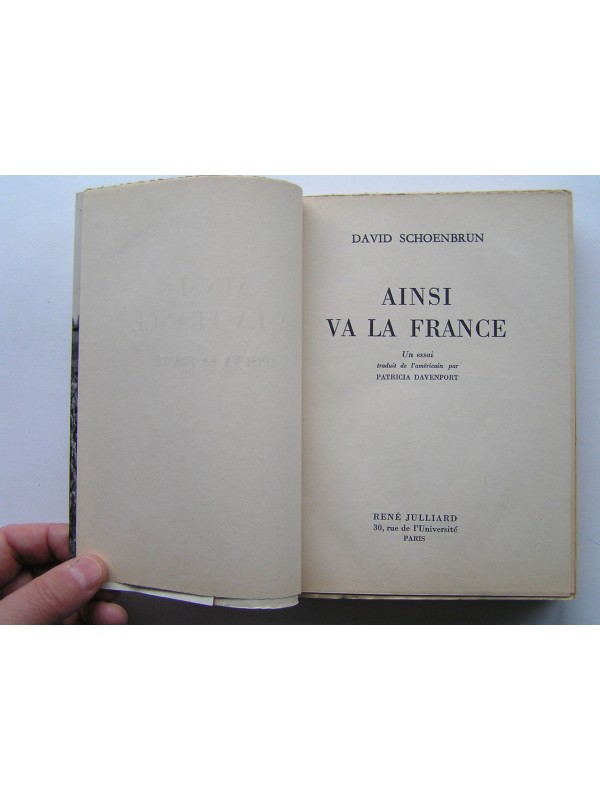 DAVID SCHOENBRUN
AINSI
VA LA FRANCE
Un essai
traduit de l'américain par
PATRICIA DAVENPORT
RENÉ JULLIARD
30, rue de l'Université
PARIS